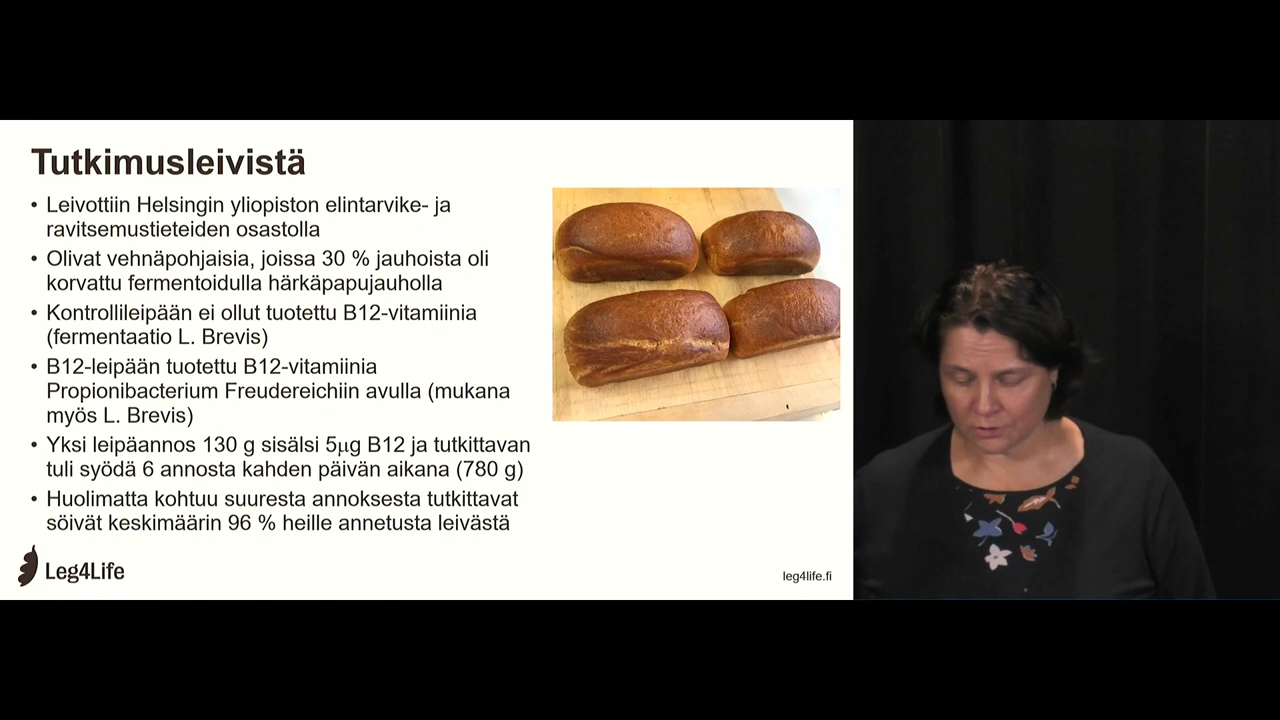 Tutkimusleivistä
• Leivottiin Helsingin yliopiston elintarvike- ja
ravitsemustieteiden osastolla
• Olivat vehnäpohjaisia, joissa 30 % jauhoista oli
korvattu fermentoidulla härkäpapujauholla
• Kontrollileipään ei ollut tuotettu B12-vitamiinia
(fermentaatio L. Brevis)
• B12-leipään tuotettu B12-vitamiinia
Propionibacterium Freudereichiin avulla (mukana
myös L. Brevis)
• Yksi leipäannos 130 g sisälsi 5µg B12 ja tutkittavan
tuli syödä 6 annosta kahden päivän aikana (780 g)
• Huolimatta kohtuu suuresta annoksesta tutkittavat
söivät keskimäärin 96 % heille annetusta leivästä
Leg4Life
leg4life.fi